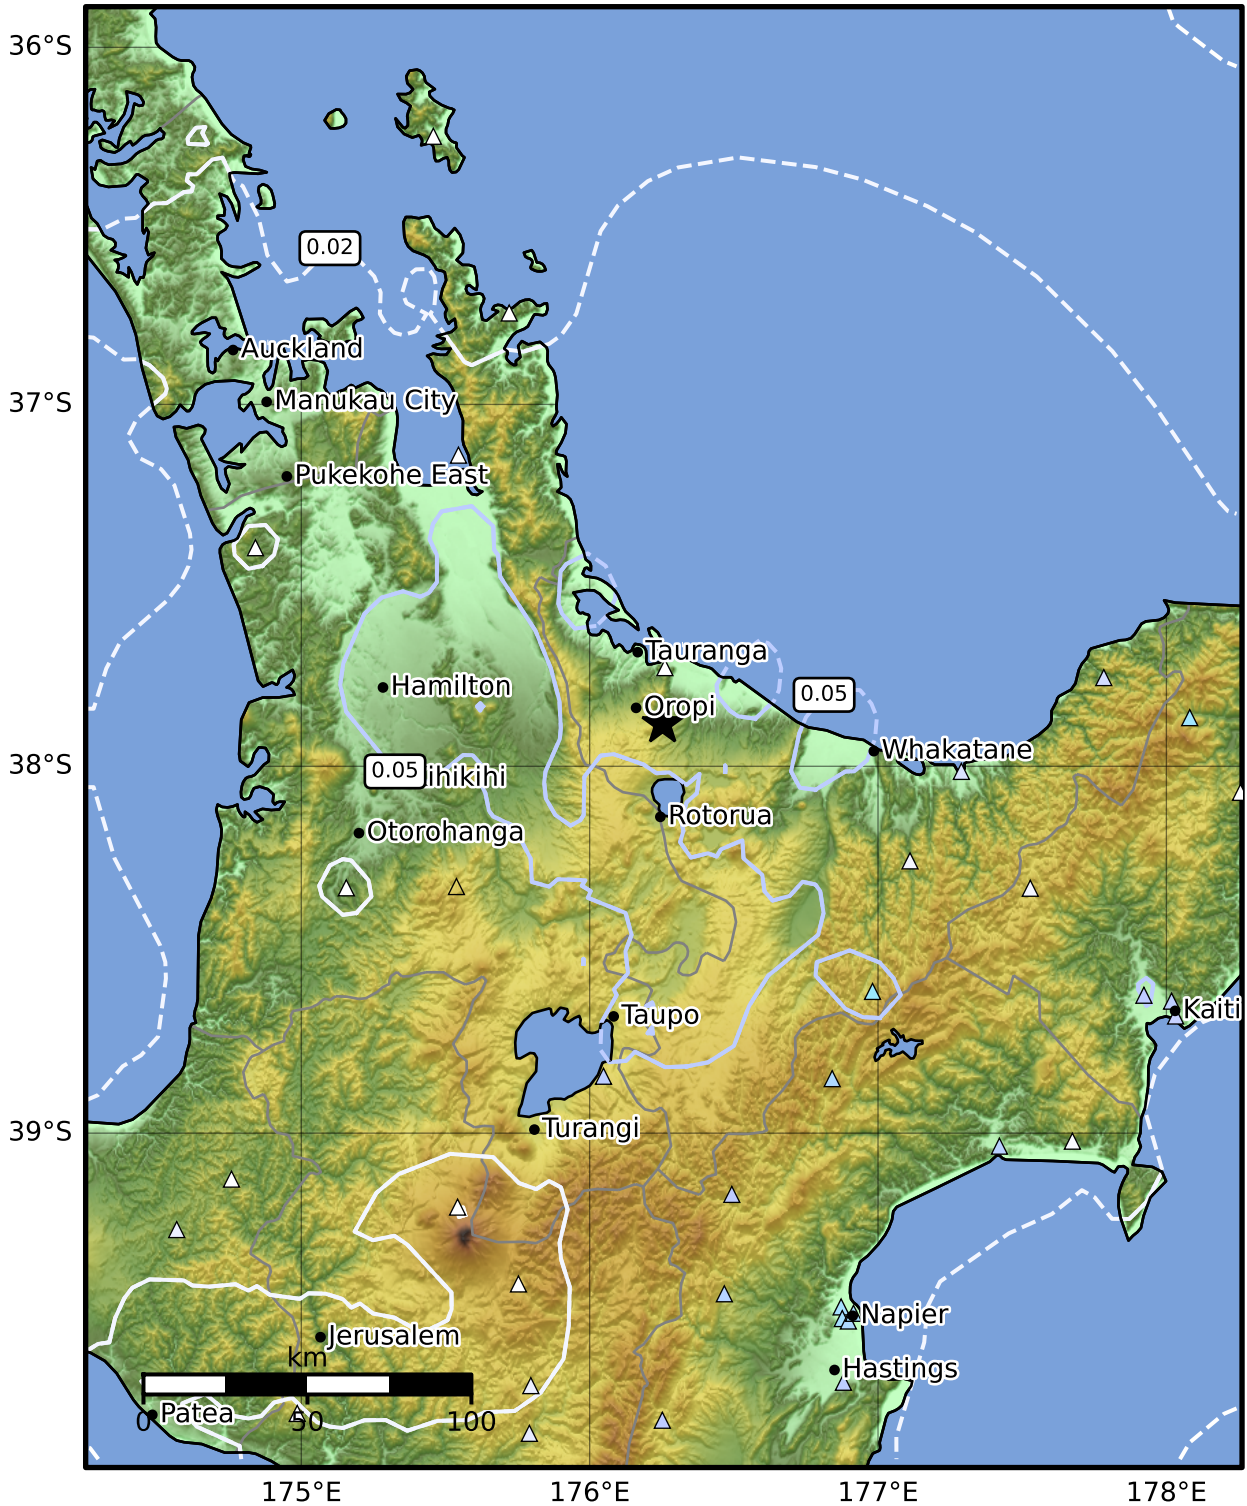 36°S
0.02
Auckland
37°S
Manukau City
Pukekohe East
Tauranga
Hamilton
0.05
Oropi
Whakatane
38°S
0.05
ihikihi
Rotorua
Otorohanga
Taupo
Kaiti
39°S
Turangi
Napier
Jerusalem
km
Hastings
Patea
0 50 100
175°E 176°E 177°E 178°E